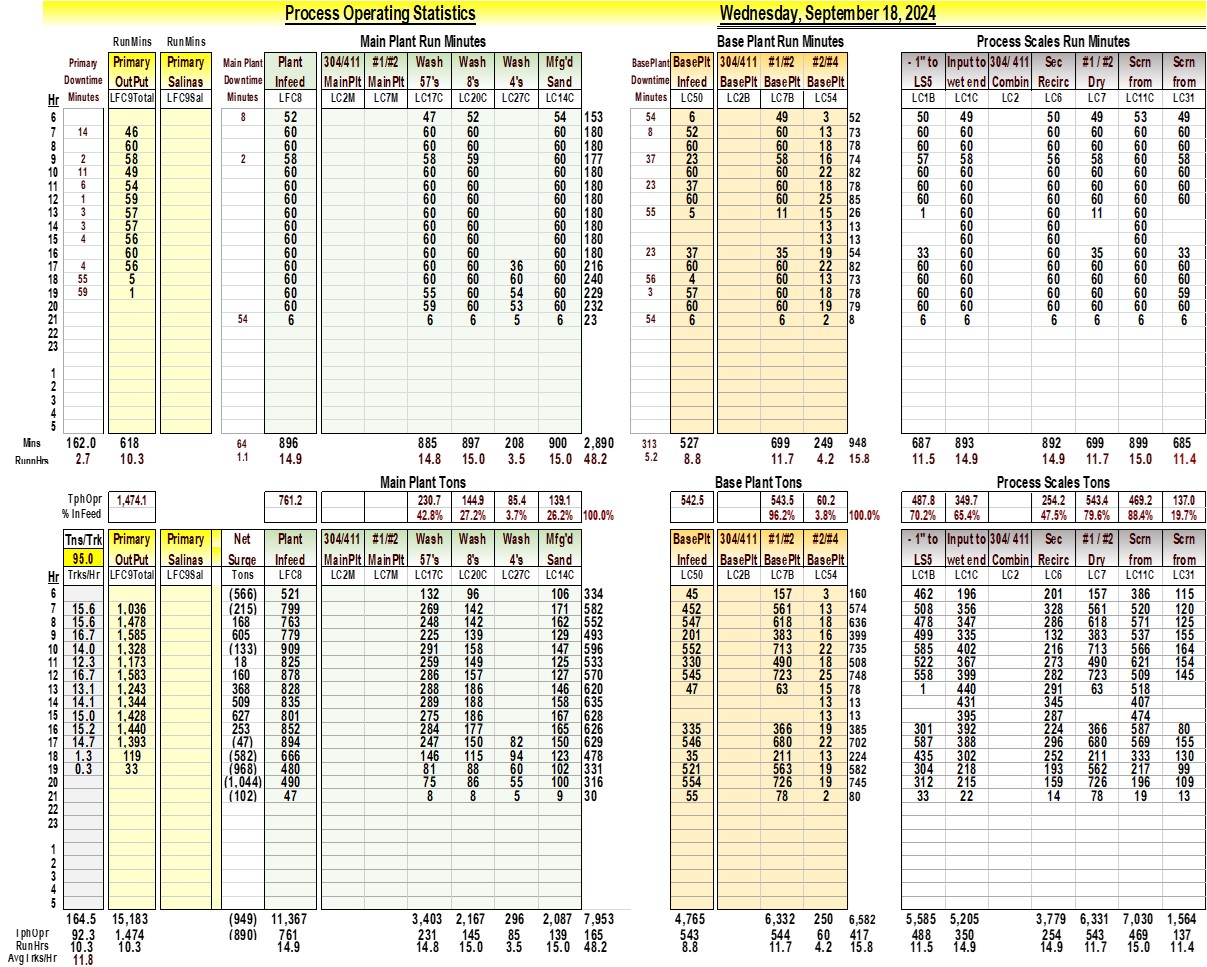 Process Operating Statistics Wednesday, September 18, 2024
RunMins RunMins Main Plant Run Minutes Base Plant Run Minutes Process Scales Run Minutes
Primary Primary Primary Main Plant Plant 304/411 #1/#2 Wash Wash Wash Mfg'd BasePlant BasePlt 304/411 #1/#2 #2/#4 - 1" to Input to 304/ 411 Sec #1 / #2 Scrn Scrn
Downtime OutPut Salinas Downtime Infeed MainPlt MainPlt 57's 8's 4's Sand Downtime Infeed BasePlt BasePlt BasePlt LS5 wet end Combin Recirc Dry from from
Hr Minutes LFC9Total LFC9Sal Minutes LFC8 LC2M LC7M LC17C LC20C LC27C LC14C Minutes LC50 LC2B LC7B LC54 LC1B LC1C LC2 LC6 LC7 LC11C LC31
6 8 52 47 52 54 153 54 6 49 3 52 50 49 50 49 53 49
7 14 46 60 60 60 60 180 8 52 60 13 73 60 60 60 60 60 60
8 60 60 60 60 60 180 60 60 18 78 60 60 60 60 60 60
9 2 58 2 58 58 59 60 177 37 23 58 16 74 57 58 56 58 60 58
10 11 49 60 60 60 60 180 60 60 22 82 60 60 60 60 60 60
11 6 54 60 60 60 60 180 23 37 60 18 78 60 60 60 60 60 60
12 1 59 60 60 60 60 180 60 60 25 85 60 60 60 60 60 60
13 3 57 60 60 60 60 180 55 5 11 15 26 1 60 60 11 60
14 3 57 60 60 60 60 180 13 13 60 60 60
15 4 56 60 60 60 60 180 13 13 60 60 60
16 60 60 60 60 60 180 23 37 35 19 54 33 60 60 35 60 33
17 4 56 60 60 60 36 60 216 60 60 22 82 60 60 60 60 60 60
18 55 5 60 60 60 60 60 240 56 4 60 13 73 60 60 60 60 60 60
19 59 1 60 55 60 54 60 229 3 57 60 18 78 60 60 60 60 60 59
20 60 59 60 53 60 232 60 60 19 79 60 60 60 60 60 60
21 54 6 6 6 5 6 23 54 6 6 2 8 6 6 6 6 6 6
22
23
1
2
3
4
5
Mins 162.0 618 64 896 885 897 208 900 2,890 313 527 699 249 948 687 893 892 699 899 685
RunnHrs 2.7 10.3 1.1 14.9 14.8 15.0 3.5 15.0 48.2 5.2 8.8 11.7 4.2 15.8 11.5 14.9 14.9 11.7 15.0 11.4
Main Plant Tons Base Plant Tons Process Scales Tons
TphOpr 1,474.1 761.2 230.7 144.9 85.4 139.1 542.5 543.5 60.2 487.8 349.7 254.2 543.4 469.2 137.0
% InFeed 42.8% 27.2% 3.7% 26.2% 100.0% 96.2% 3.8% 100.0% 70.2% 65.4% 47.5% 79.6% 88.4% 19.7%
Tns/Trk Primary Primary Net Plant 304/411 #1/#2 Wash Wash Wash Mfg'd BasePlt 304/411 #1/#2 #2/#4 - 1" to Input to 304/ 411 Sec #1 / #2 Scrn Scrn
95.0 OutPut Salinas Surge Infeed MainPlt MainPlt 57's 8's 4's Sand Infeed BasePlt BasePlt BasePlt LS5 wet end Combin Recirc Dry from from
Hr Trks/Hr LFC9Total LFC9Sal Tons LFC8 LC2M LC7M LC17C LC20C LC27C LC14C LC50 LC2B LC7B LC54 LC1B LC1C LC2 LC6 LC7 LC11C LC31
6 (566) 521 132 96 106 334 45 157 3 160 462 196 201 157 386 115
7 15.6 1,036 (215) 799 269 142 171 582 452 561 13 574 508 356 328 561 520 120
8 15.6 1,478 168 763 248 142 162 552 547 618 18 636 478 347 286 618 571 125
9 16.7 1,585 605 779 225 139 129 493 201 383 16 399 499 335 132 383 537 155
10 14.0 1,328 (133) 909 291 158 147 596 552 713 22 735 585 402 216 713 566 164
11 12.3 1,173 18 825 259 149 125 533 330 490 18 508 522 367 273 490 621 154
12 16.7 1,583 160 878 286 157 127 570 545 723 25 748 558 399 282 723 509 145
13 13.1 1,243 368 828 288 186 146 620 47 63 15 78 1 440 291 63 518
14 14.1 1,344 509 835 289 188 158 635 13 13 431 345 407
15 15.0 1,428 627 801 275 186 167 628 13 13 395 287 474
16 15.2 1,440 253 852 284 177 165 626 335 366 19 385 301 392 224 366 587 80
17 14.7 1,393 (47) 894 247 150 82 150 629 546 680 22 702 587 388 296 680 569 155
18 1.3 119 (582) 666 146 115 94 123 478 35 211 13 224 435 302 252 211 333 130
19 0.3 33 (968) 480 81 88 60 102 331 521 563 19 582 304 218 193 562 217 99
20 (1,044) 490 75 86 55 100 316 554 726 19 745 312 215 159 726 196 109
21 (102) 47 8 8 5 9 30 55 78 2 80 33 22 14 78 19 13
22
23
1
2
3
4
5
164.5 15,183 (949) 11,367 3,403 2,167 296 2,087 7,953 4,765 6,332 250 6,582 5,585 5,205 3,779 6,331 7,030 1,564
TphOpr 92.3 1,474 (890) 761 231 145 85 139 165 543 544 60 417 488 350 254 543 469 137
RunHrs 10.3 10.3 14.9 14.8 15.0 3.5 15.0 48.2 8.8 11.7 4.2 15.8 11.5 14.9 14.9 11.7 15.0 11.4
AvgTrks/Hr 11.8